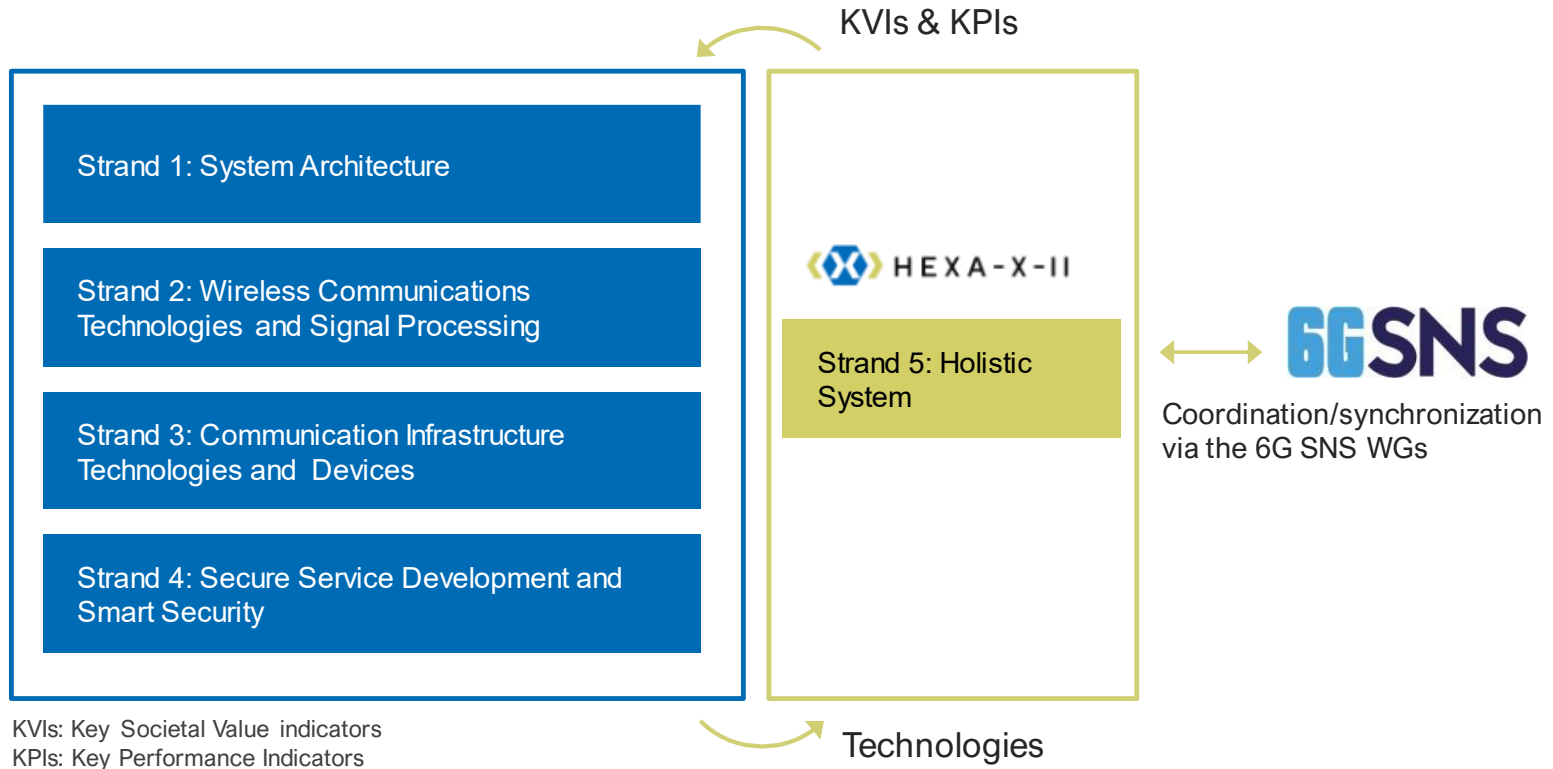 KVIs & KPIs
Strand 1: System Architecture
Strand 2: Wireless Communications
Technologies and Signal Processing
Strand 3: Communication Infrastructure
Technologies and Devices
Strand 4: Secure Service Development and
Smart Security
HEXA-X-II
Strand 5: Holistic
System
6GSNS
Coordination/synchronization
via the 6G SNS WGs
KVIs: Key Societal Value indicators
KPIs: Key Performance Indicators
Technologies